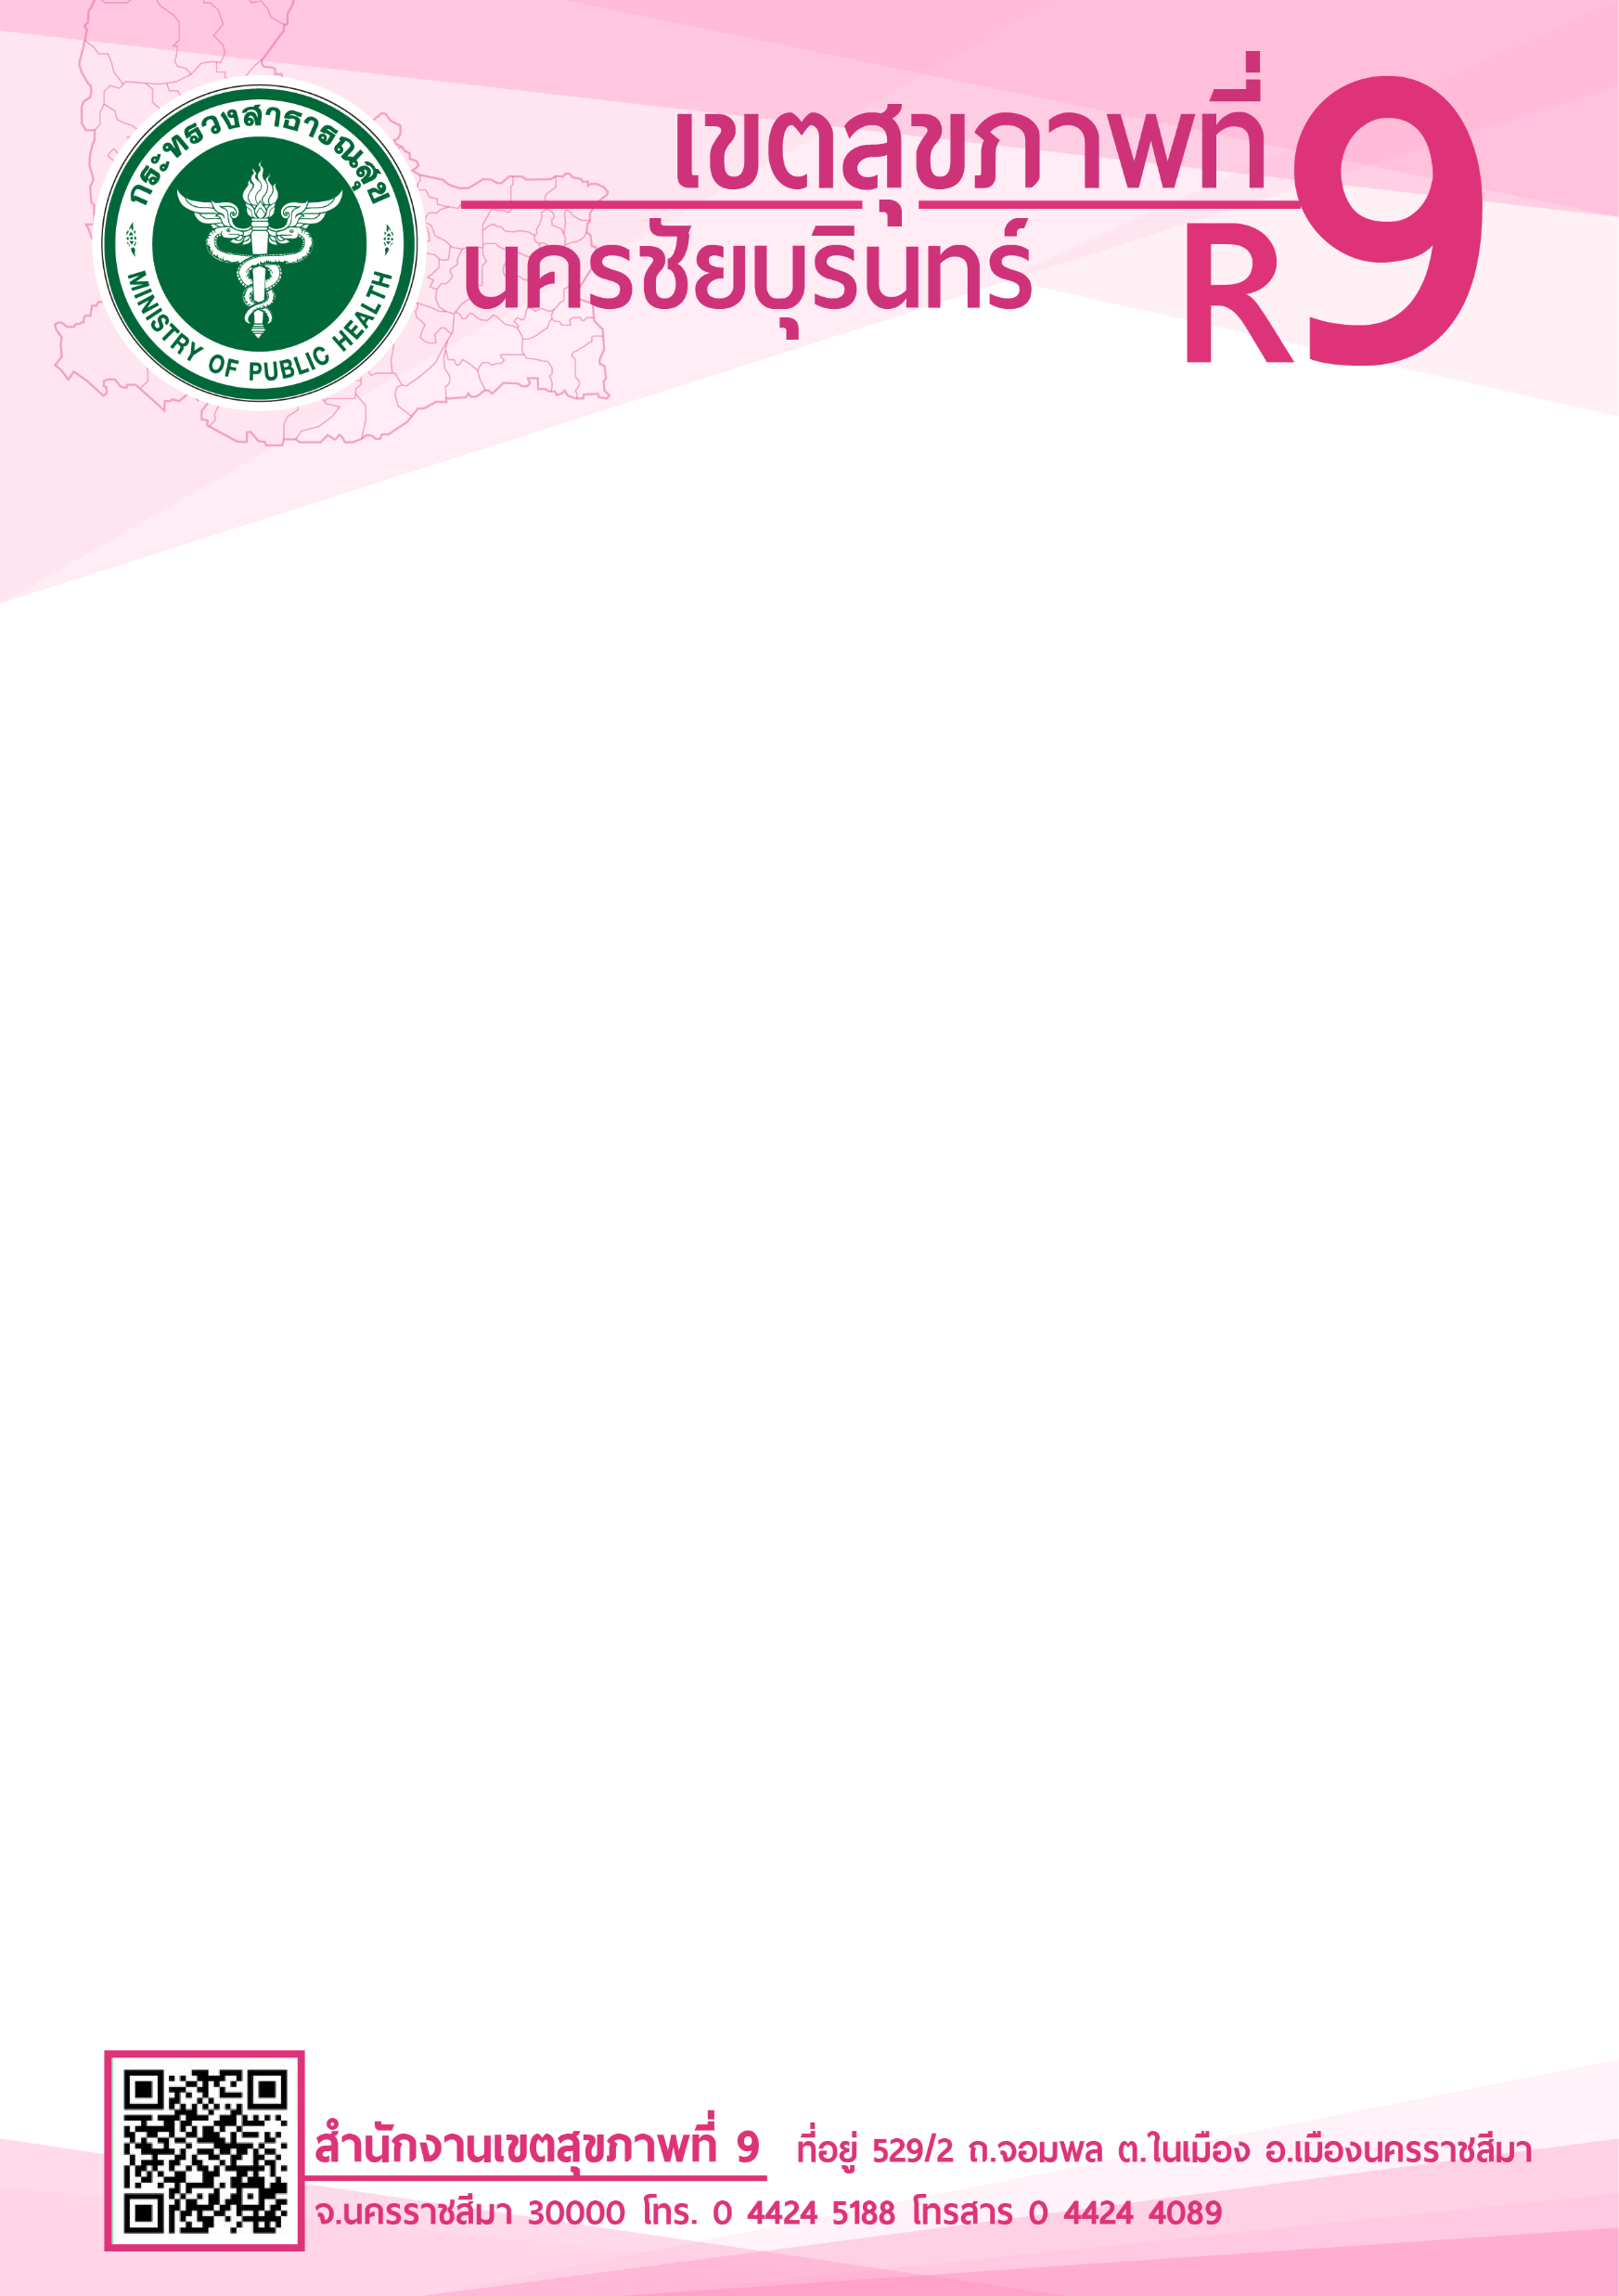 กระทรวงสาธารณสุข
MINISTRY OF PUBLIC HEALTH
เขตสุขภาพที่ 9
นครชัยบุรินทร์ R
สำนักงานเขตสุขภาพที่ 9 ที่อยู่ 529/2 ถ.จอมพล ต.ในเมือง อ.เมืองนครราชสีมา
จ.นครราชสีมา 30000 โทร. 0 4424 5188 โทรสาร 0 4424 4089